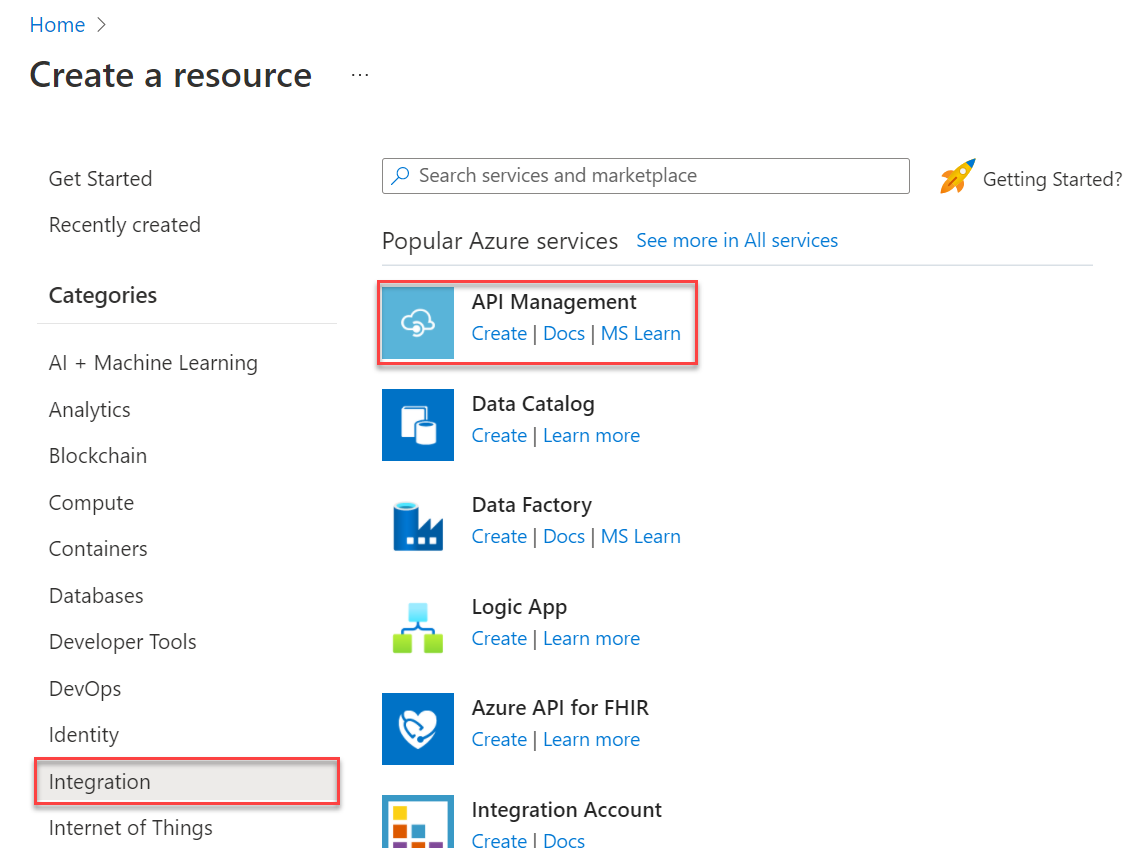 Home >
Create a resource ...
Get Started
Recently created
Categories
AI + Machine Learning
Analytics
Blockchain
Compute
Containers
Databases
Developer Tools
DevOps
Identity
Integration
Internet of Things
Search services and marketplace
Getting Started?
Popular Azure services See more in All services
API Management
Create | Docs | MS Learn
Data Catalog
Create | Learn more
Data Factory
Create | Docs | MS Learn
Logic App
Create | Learn more
Azure API for FHIR
Create | Learn more
Integration Account
Create | Docs